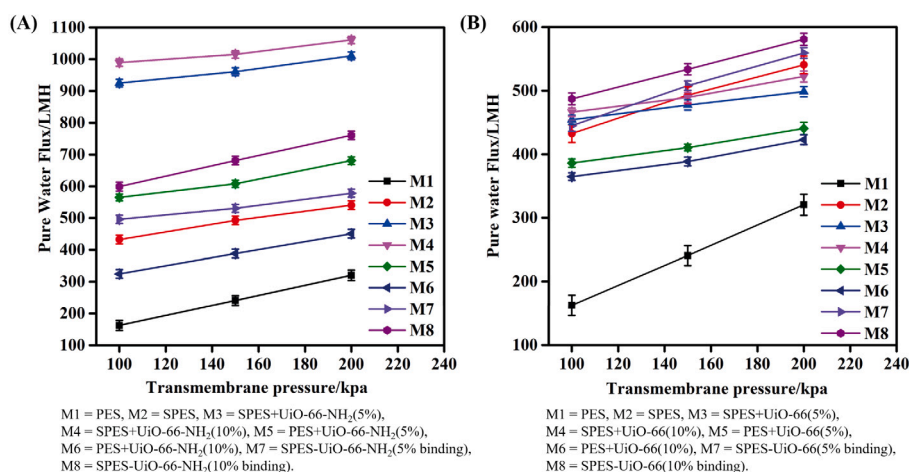 (A)
Pure Water Flux/LMH
1100
1000
900
800
700
600
500
400
300
200
100
M1
M2
M3
M4
M5
M6
M7
M8
100 120 140 160 180 200 220 240
Transmembrane pressure/kpa
M1 = PES, M2 = SPES, M3 = SPES+UiO-66-NH₂(5%),
M4 = SPES+UiO-66-NH₂(10%), M5 = PES+UiO-66-NH₂(5%),
M6 = PES+UiO-66-NH₂(10%), M7 = SPES-UiO-66-NH₂(5% binding),
M8 = SPES-UiO-66-NH₂(10% binding).
(B)
Pure water Flux/LMH
600
500
400
300
200
100
M1
M2
M3
M4
M5
M6
M7
M8
100 120 140 160 180 200 220 240
Transmembrane pressure/kpa
M1 = PES, M2 = SPES, M3 = SPES+UiO-66(5%),
M4 = SPES+UiO-66(10%), M5 = PES+UiO-66(5%),
M6 = PES+UiO-66(10%), M7 = SPES-UiO-66(5% binding),
M8 = SPES-UiO-66(10% binding).